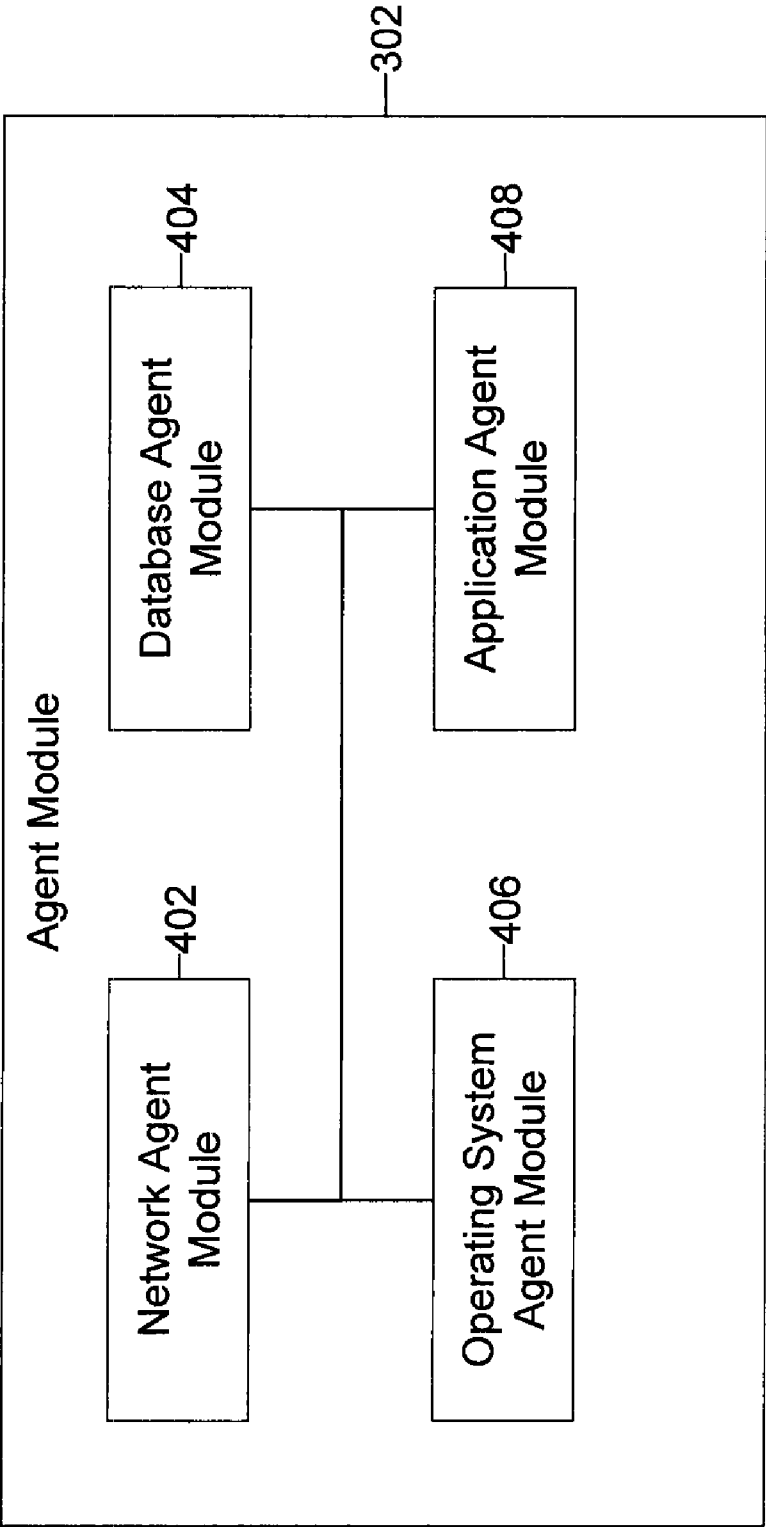 Agent Module
302
Network Agent
Module
402
Database Agent
Module
404
Operating System
Agent Module
406
Application Agent
Module
408